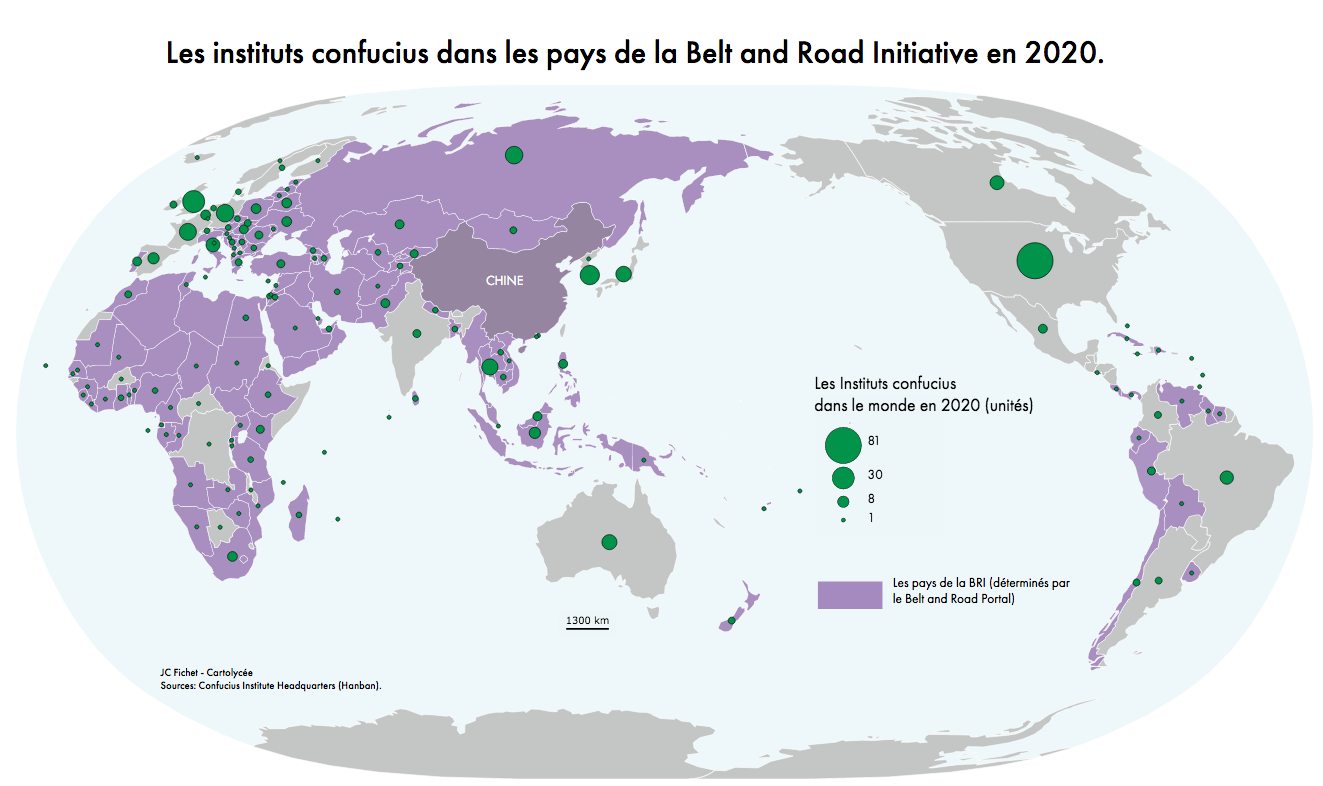 Les instituts confucius dans les pays de la Belt and Road Initiative en 2020.
CHINE
Les Instituts confucius
dans le monde en 2020 (unités)
81
30
8
1
Les pays de la BRI (déterminés par
le Belt and Road Portal)
1300 km
JC Fichet - Cartolycée
Sources: Confucius Institute Headquarters (Hanban).